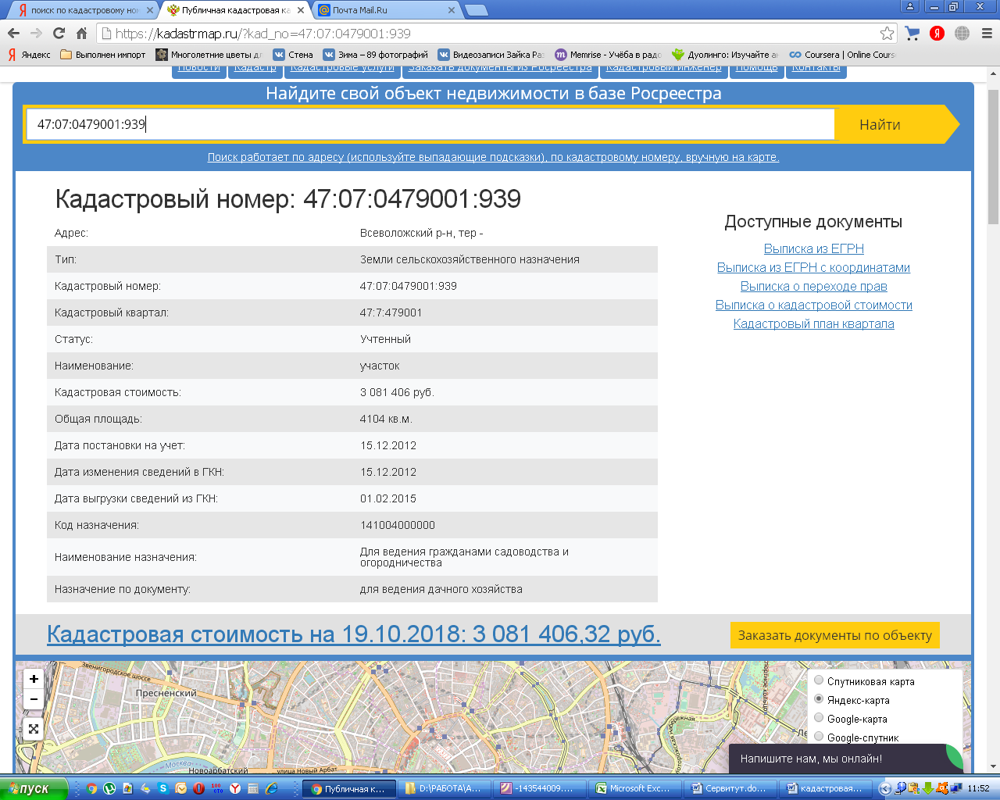 поиск по кадастровому ном
Публичная кадастровая ка
Почта Mail.Ru
https://kadastrmap.ru/?kad_no=47:07:0479001:939
Яндекс
Выполнен импорт
Многолетние цветы дл
Стена
Зима – 89 фотографий
Видеозаписи Зайка Ра
Memrise - Учёба в радо
Дуолинго: Изучайте ан
Coursera | Online Cours
Новости
Кадастр
Кадастровые услуги
Заказать документы из Росреестра
Кадастровый инженер
Помощь
Контакты
Найдите свой объект недвижимости в базе Росреестра
47:07:0479001:939
Найти
Поиск работает по адресу (используйте выпадающие подсказки), по кадастровому номеру, вручную на карте.
Кадастровый номер: 47:07:0479001:939
Адрес: Всеволожский р-н, тер -
Тип: Земли сельскохозяйственного назначения
Кадастровый номер: 47:07:0479001:939
Кадастровый квартал: 47:7:479001
Статус: Учтенный
Наименование: участок
Кадастровая стоимость: 3 081 406 руб.
Общая площадь: 4104 кв.м.
Дата постановки на учет: 15.12.2012
Дата изменения сведений в ГКН: 15.12.2012
Дата выгрузки сведений из ГКН: 01.02.2015
Код назначения: 141004000000
Наименование назначения: Для ведения гражданами садоводства и
огородничества
Назначение по документу: для ведения дачного хозяйства
Доступные документы
Выписка из ЕГРН
Выписка из ЕГРН с координатами
Выписка о переходе прав
Выписка о кадастровой стоимости
Кадастровый план квартала
Кадастровая стоимость на 19.10.2018: 3 081 406,32 руб.
Заказать документы по объекту
+
−
Звенигородское шоссе
Пресненский
Москва
Новоарбатский
улица Новый Арбат
Спутниковая карта
Яндекс-карта
Google-карта
Google-спутник
Напишите нам, мы онлайн!
пуск
Публичная к...
D:\РАБОТА\А...
-143544009....
Microsoft Exc...
Сервитут.do...
кадастровая...
11:52